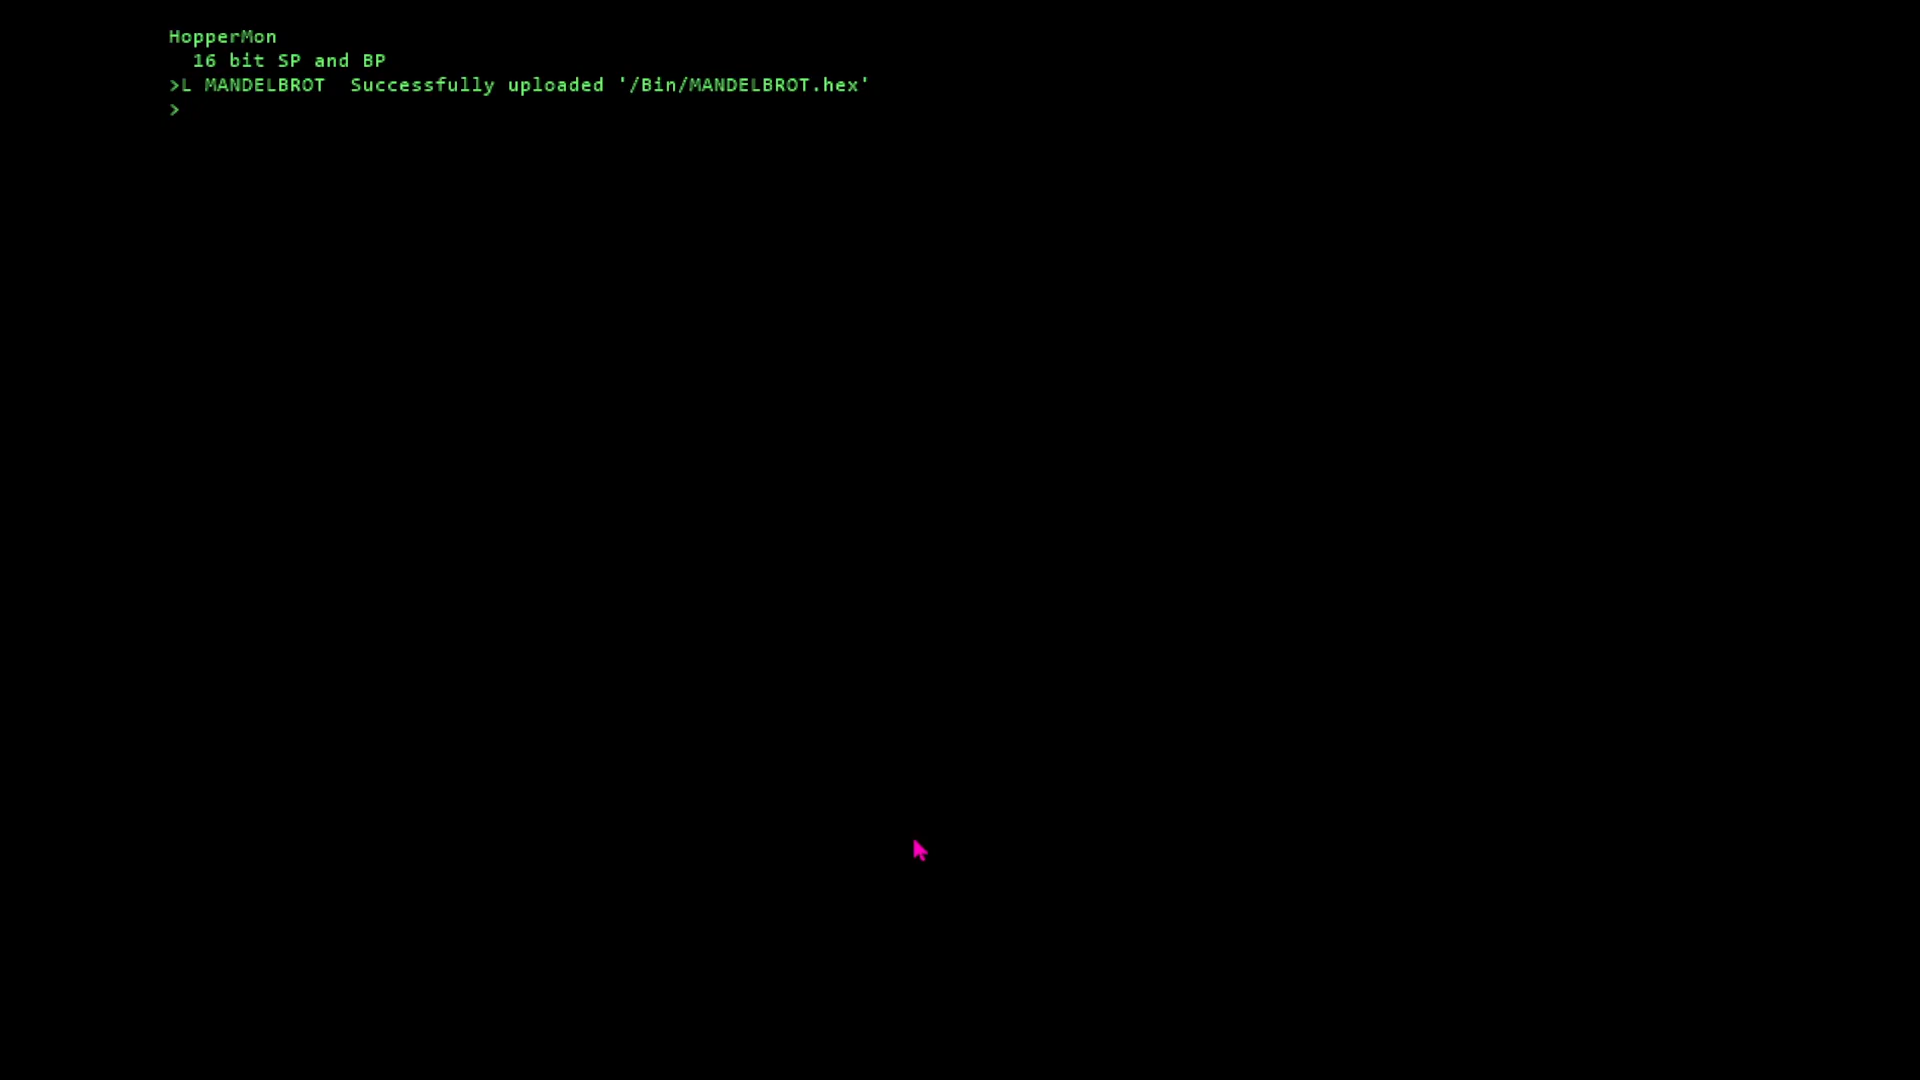 HopperMon
  16 bit SP and BP
>L MANDELBROT  Successfully uploaded '/Bin/MANDELBROT.hex'
>